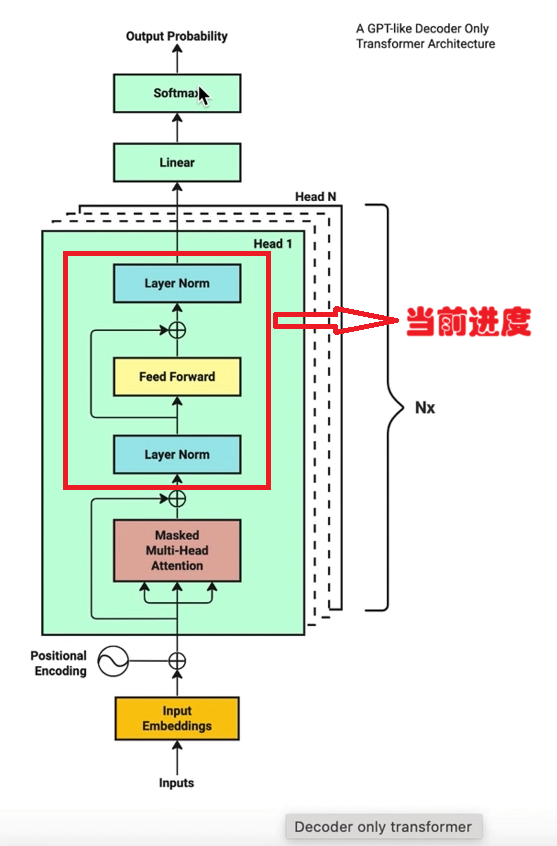 Output Probability
A GPT-like Decoder Only
Transformer Architecture
Softmax
Linear
Head N
Head 1
Layer Norm
当前进度
Feed Forward
Nx
Layer Norm
Masked
Multi-Head
Attention
Positional
Encoding
Input
Embeddings
Inputs
Decoder only transformer